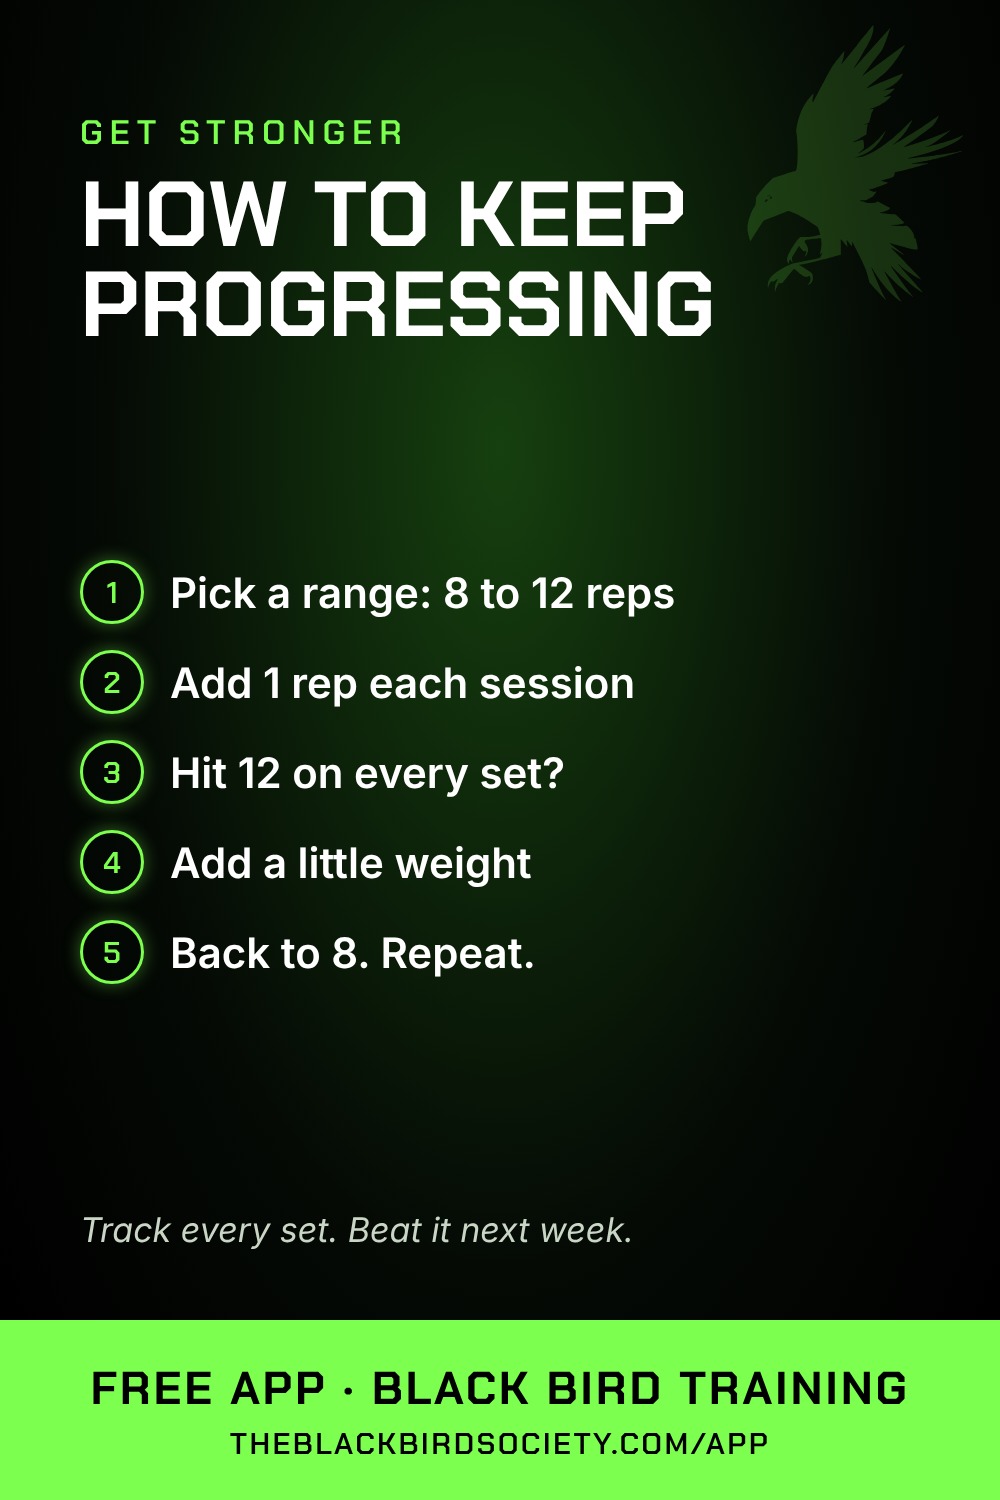 GET STRONGER
HOW TO KEEP
PROGRESSING
1 Pick a range: 8 to 12 reps
2 Add 1 rep each session
3 Hit 12 on every set?
4 Add a little weight
5 Back to 8. Repeat.
Track every set. Beat it next week.
FREE APP · BLACK BIRD TRAINING
THEBLACKBIRDSOCIETY.COM/APP